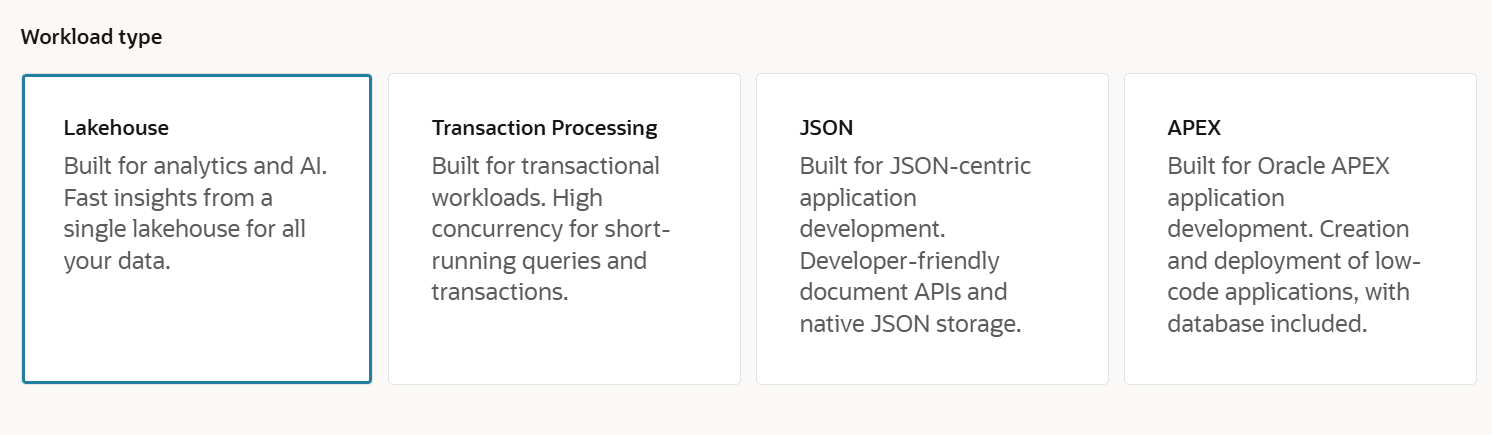 Workload type
Lakehouse
Built for analytics and AI.
Fast insights from a
single lakehouse for all
your data.
Transaction Processing
Built for transactional
workloads. High
concurrency for short-
running queries and
transactions.
JSON
Built for JSON-centric
application
development.
Developer-friendly
document APIs and
native JSON storage.
APEX
Built for Oracle APEX
application
development. Creation
and deployment of low-
code applications, with
database included.